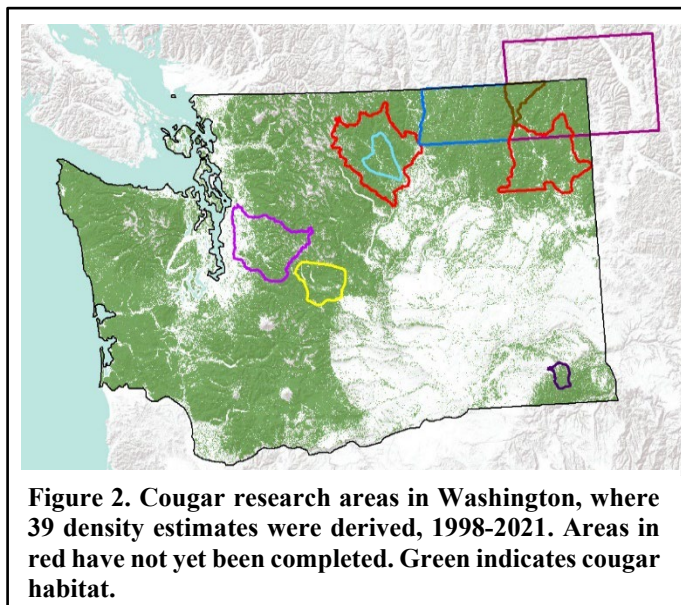 Figure 2. Cougar research areas in Washington, where
39 density estimates were derived, 1998-2021. Areas in
red have not yet been completed. Green indicates cougar
habitat.